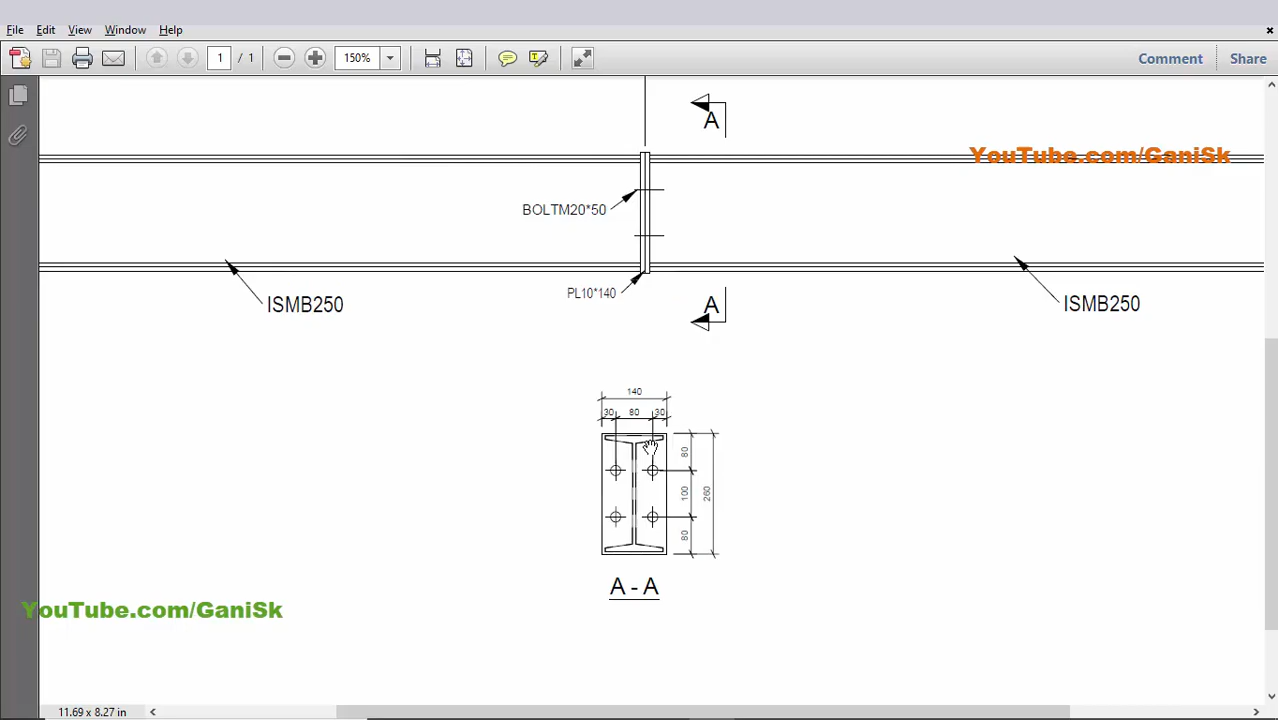 File Edit View Window Help
1 / 1 150% Comment Share
A
YouTube.com/GaniSk
BOLTM20*50
PL10*140
A
ISMB250
ISMB250
140
30 80 30
80
100
260
80
A - A
YouTube.com/GaniSk
11.69 x 8.27 in